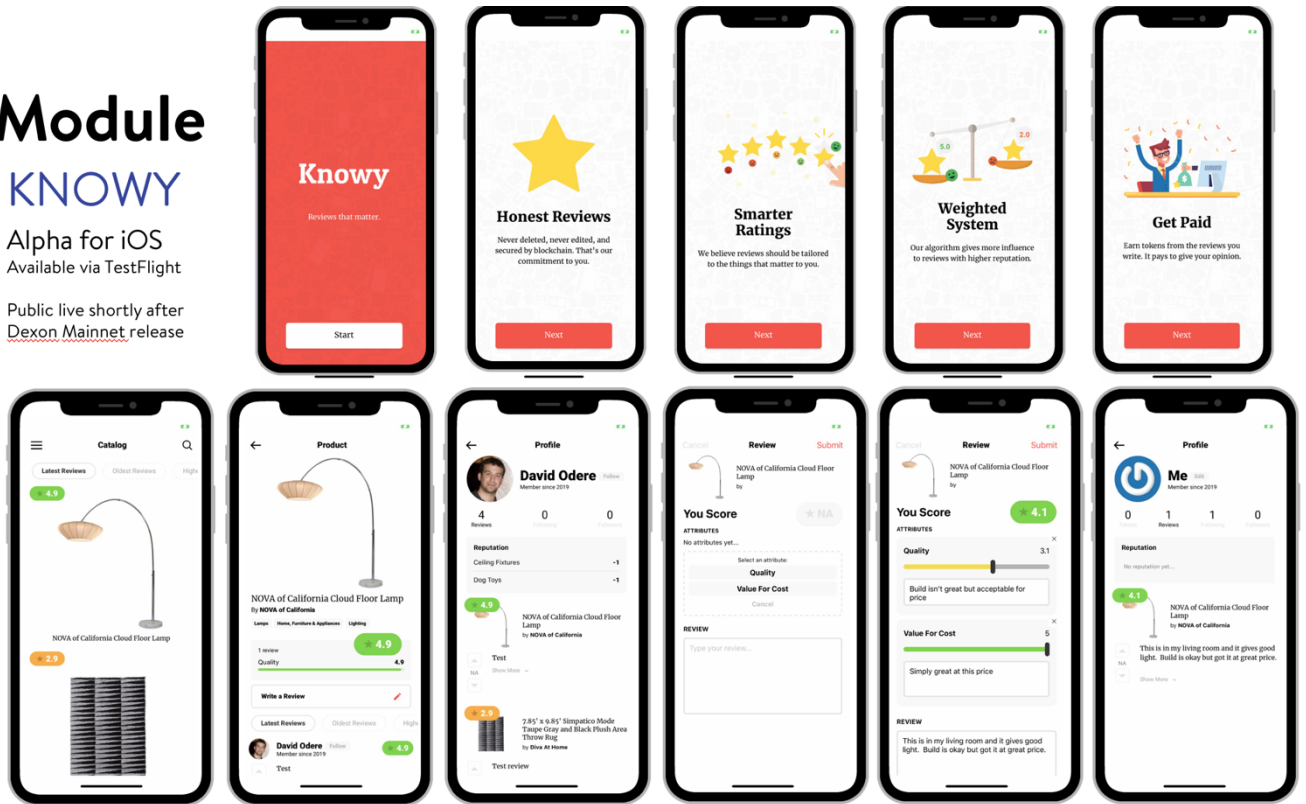 Module
KNOWY
Alpha for iOS
Available via TestFlight
Public live shortly after
Dexon Mainnet release
Knowy
Reviews that matter.
Start
Honest Reviews
Never deleted, never edited, and
secured by blockchain. That's our
commitment to you.
Next
Smarter
Ratings
We believe reviews should be tailored
to the things that matter to you.
Next
5.0
2.0
Weighted
System
Our algorithm gives more influence
to reviews with higher reputation.
Next
Get Paid
Earn tokens from the reviews you
write. It pays to give your opinion.
Next
Catalog
Latest Reviews
Oldest Reviews
High
4.9
NOVA of California Cloud Floor Lamp
2.9
Product
NOVA of California Cloud Floor Lamp
By NOVA of California
Lamps Home, Furniture & Appliances Lighting
4.9
1 review
Quality 4.9
Write a Review
Latest Reviews
Oldest Reviews
High
David Odere Follow
Member since 2019
4.9
Test
Profile
David Odere Follow
Member since 2019
4 0 0
Reviews Followers Following
Reputation
Ceiling Fixtures -1
Dog Toys -1
4.9
NOVA of California Cloud Floor
Lamp
by NOVA of California
Test
NA
Show More
2.9
7.85' x 9.85' Simpatico Mode
Taupe Gray and Black Plush Area
Throw Rug
by Diva At Home
Test review
Cancel Review Submit
NOVA of California Cloud Floor
Lamp
by
You Score NA
ATTRIBUTES
No attributes yet...
Select an attribute:
Quality
Value For Cost
Cancel
REVIEW
Type your review...
Cancel Review Submit
NOVA of California Cloud Floor
Lamp
by
You Score 4.1
ATTRIBUTES
Quality 3.1
Build isn't great but acceptable for
price
Value For Cost 5
Simply great at this price
REVIEW
This is in my living room and it gives good
light. Build is okay but got it at great price.
Profile
Me Edit
Member since 2019
0 1 1 0
Reviews
Reputation
No reputation yet...
4.1
NOVA of California Cloud Floor
Lamp
by NOVA of California
This is in my living room and it gives good
light. Build is okay but got it at great price.
NA
Show More